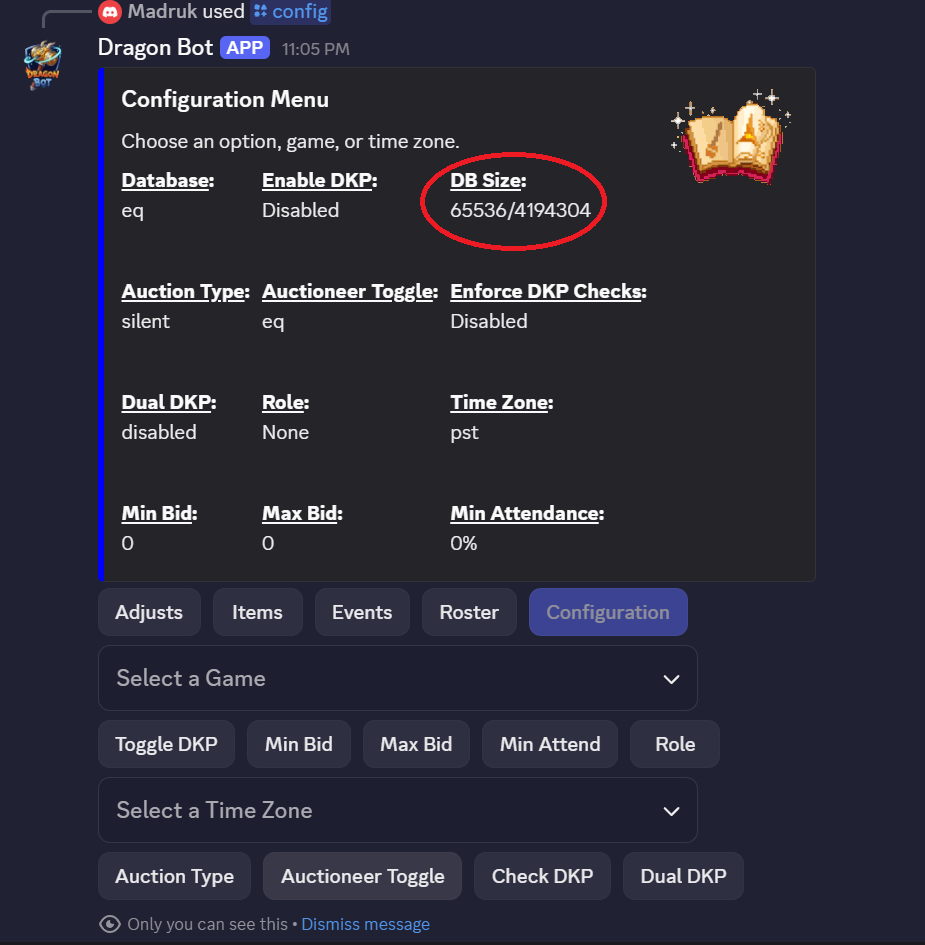 Madruk used config
Dragon Bot APP 11:05 PM
DRAGON
BOT
Configuration Menu
Choose an option, game, or time zone.
Database: Enable DKP: DB Size:
eq Disabled 65536/4194304
Auction Type: Auctioneer Toggle: Enforce DKP Checks:
silent eq Disabled
Dual DKP: Role: Time Zone:
disabled None pst
Min Bid: Max Bid: Min Attendance:
0 0 0%
Adjusts Items Events Roster Configuration
Select a Game
Toggle DKP Min Bid Max Bid Min Attend Role
Select a Time Zone
Auction Type Auctioneer Toggle Check DKP Dual DKP
Only you can see this • Dismiss message